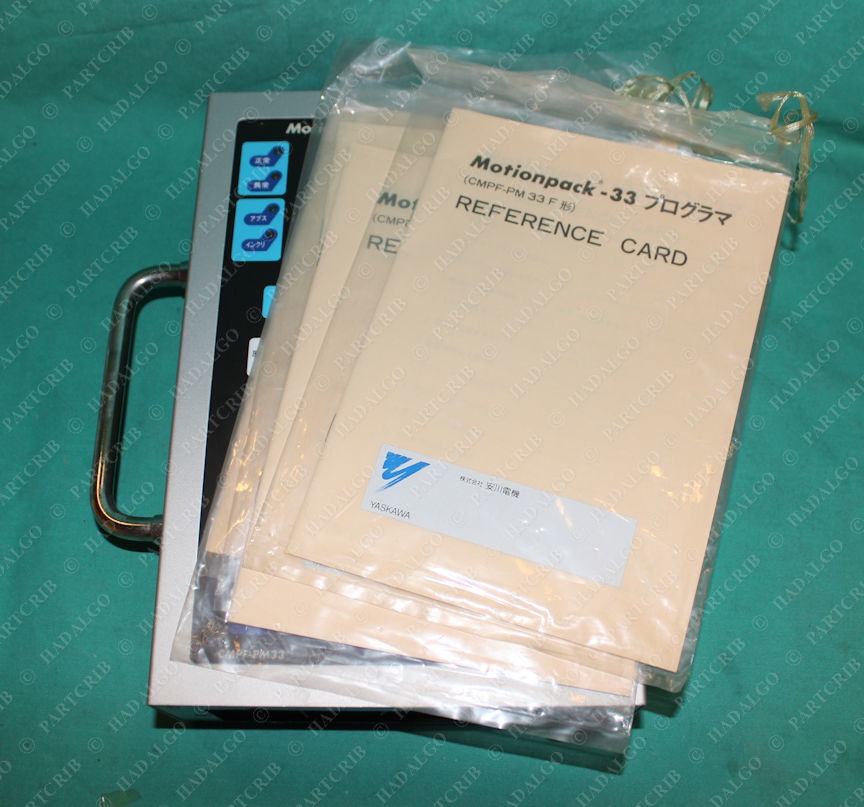 Motionpack-33 プログラマ
(CMPF-PM 33 F 形)
REFERENCE CARD
株式会社 安川電機
YASKAWA
Mot
(CMPF
RE
Mo
正常
異常
アブス
インクリ
CMPF-PM33
© HADALGO PARTCRIB